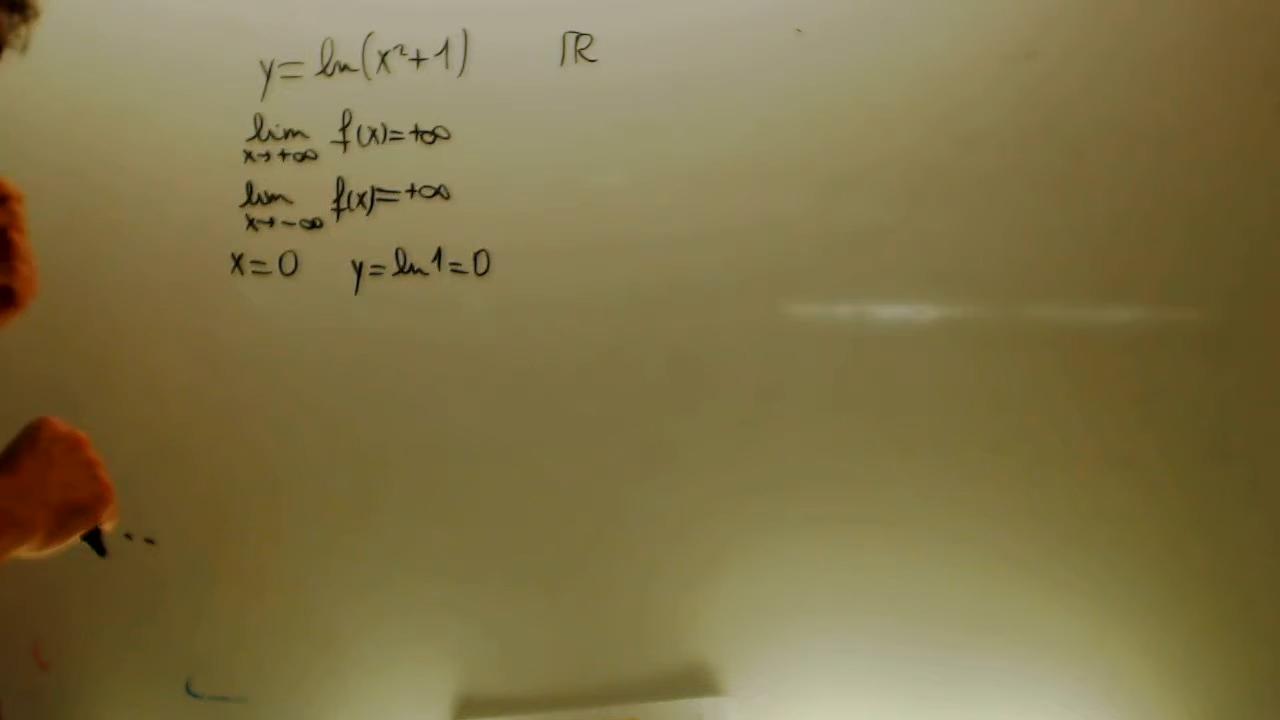 y = ln(x²+1) ℝ
lim x→+∞ f(x)=+∞
lim x→-∞ f(x)=+∞
x=0 y=ln1=0